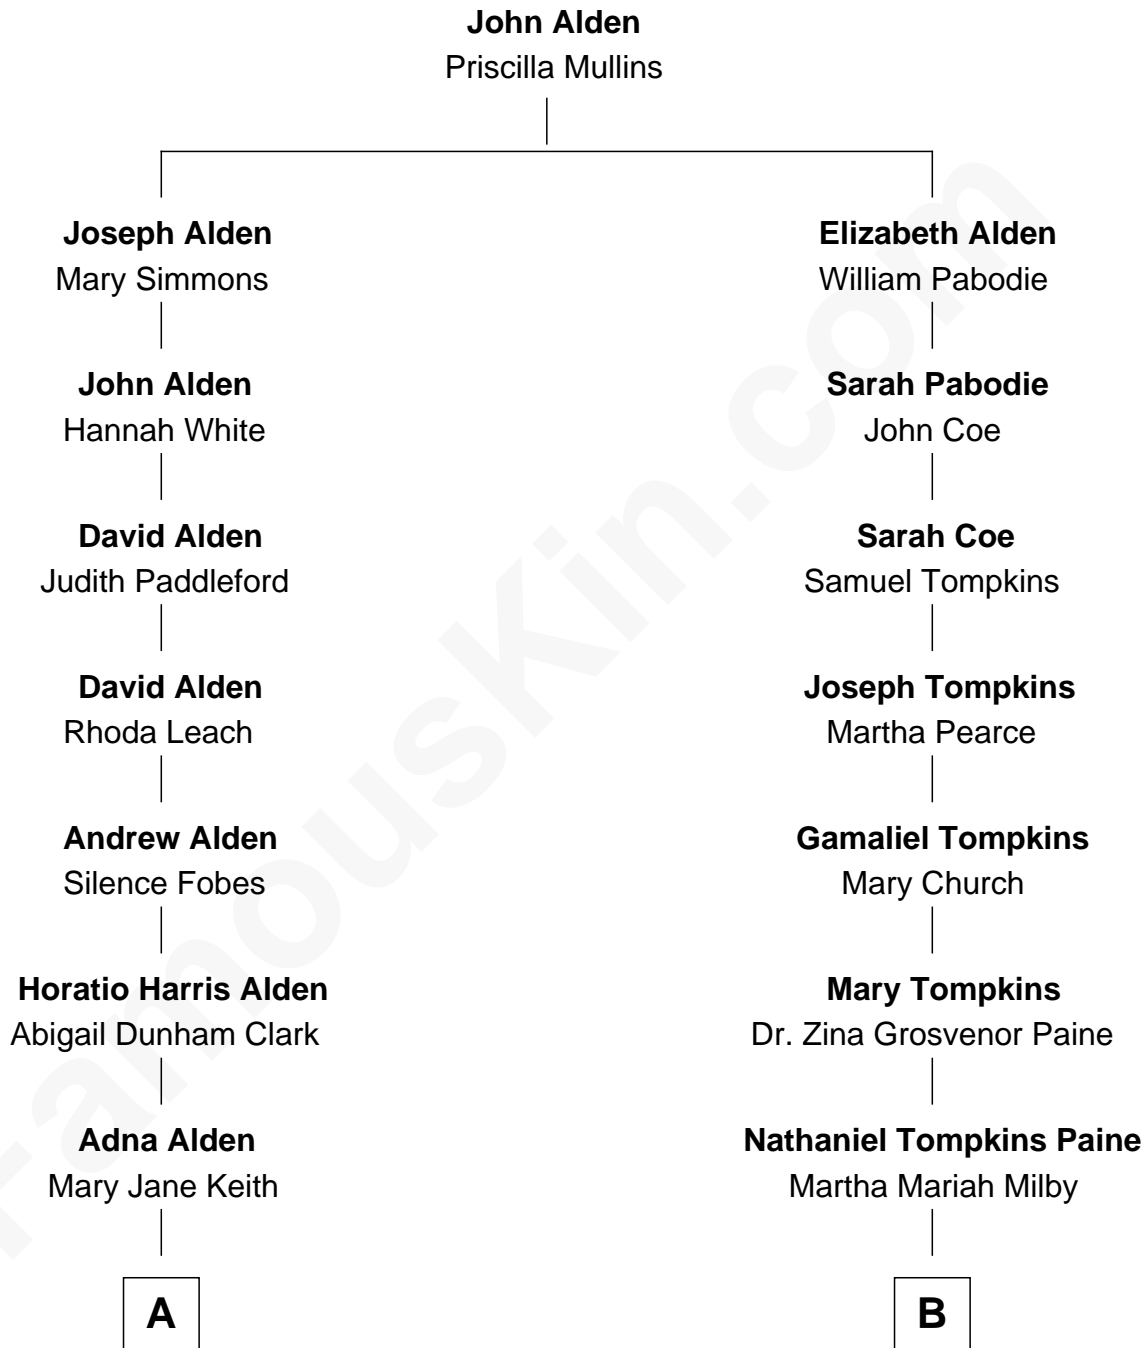 John Alden
Priscilla Mullins
Joseph Alden
Mary Simmons
John Alden
Hannah White
David Alden
Judith Paddleford
David Alden
Rhoda Leach
Andrew Alden
Silence Fobes
Horatio Harris Alden
Abigail Dunham Clark
Adna Alden
Mary Jane Keith
A
Elizabeth Alden
William Pabodie
Sarah Pabodie
John Coe
Sarah Coe
Samuel Tompkins
Joseph Tompkins
Martha Pearce
Gamaliel Tompkins
Mary Church
Mary Tompkins
Dr. Zina Grosvenor Paine
Nathaniel Tompkins Paine
Martha Mariah Milby
B
FamousKin.com